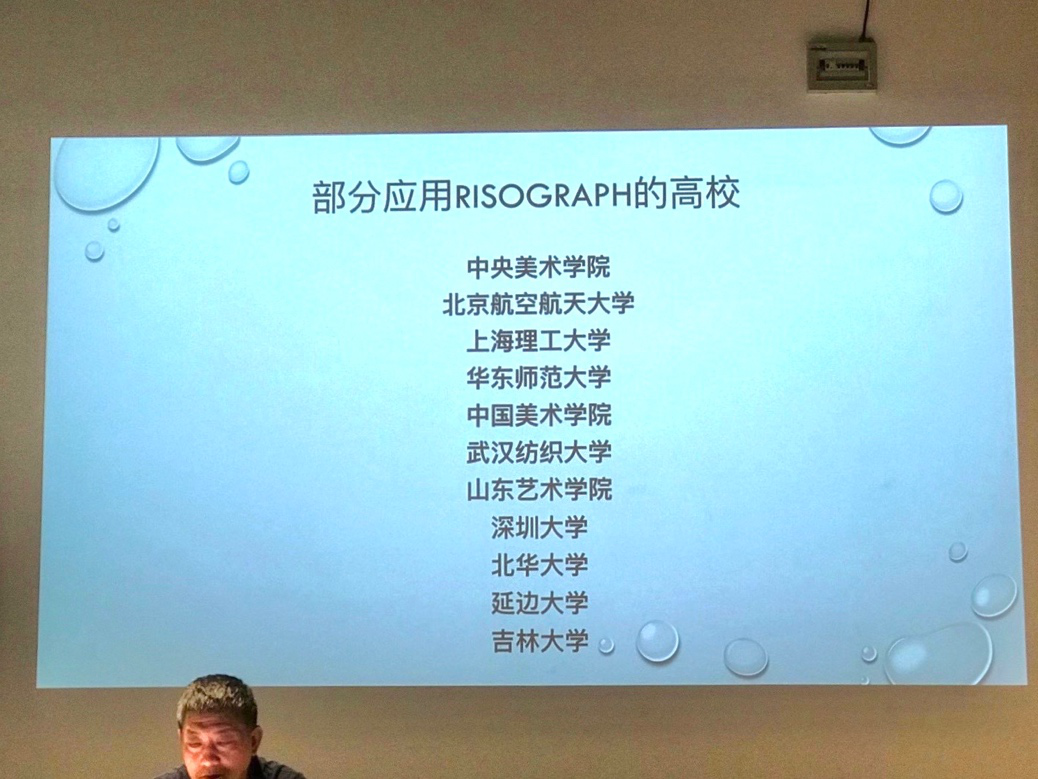 部分应用RISOGRAPH的高校
中央美术学院
北京航空航天大学
上海理工大学
华东师范大学
中国美术学院
武汉纺织大学
山东艺术学院
深圳大学
北华大学
延边大学
吉林大学